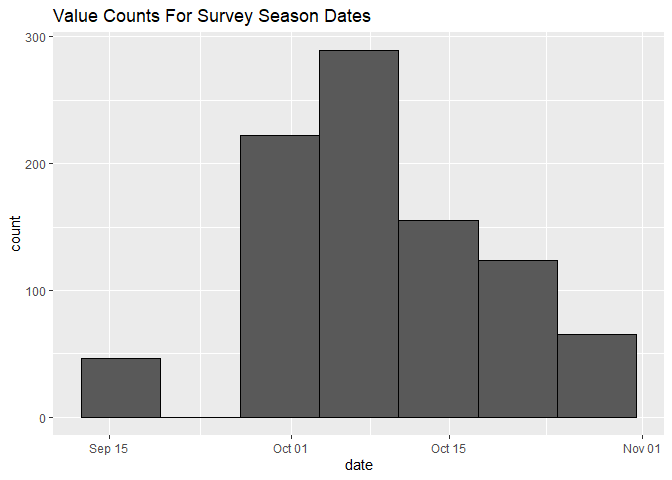 Value Counts For Survey Season Dates
300
200
100
0
count
Sep 15
Oct 01
Oct 15
Nov 01
date